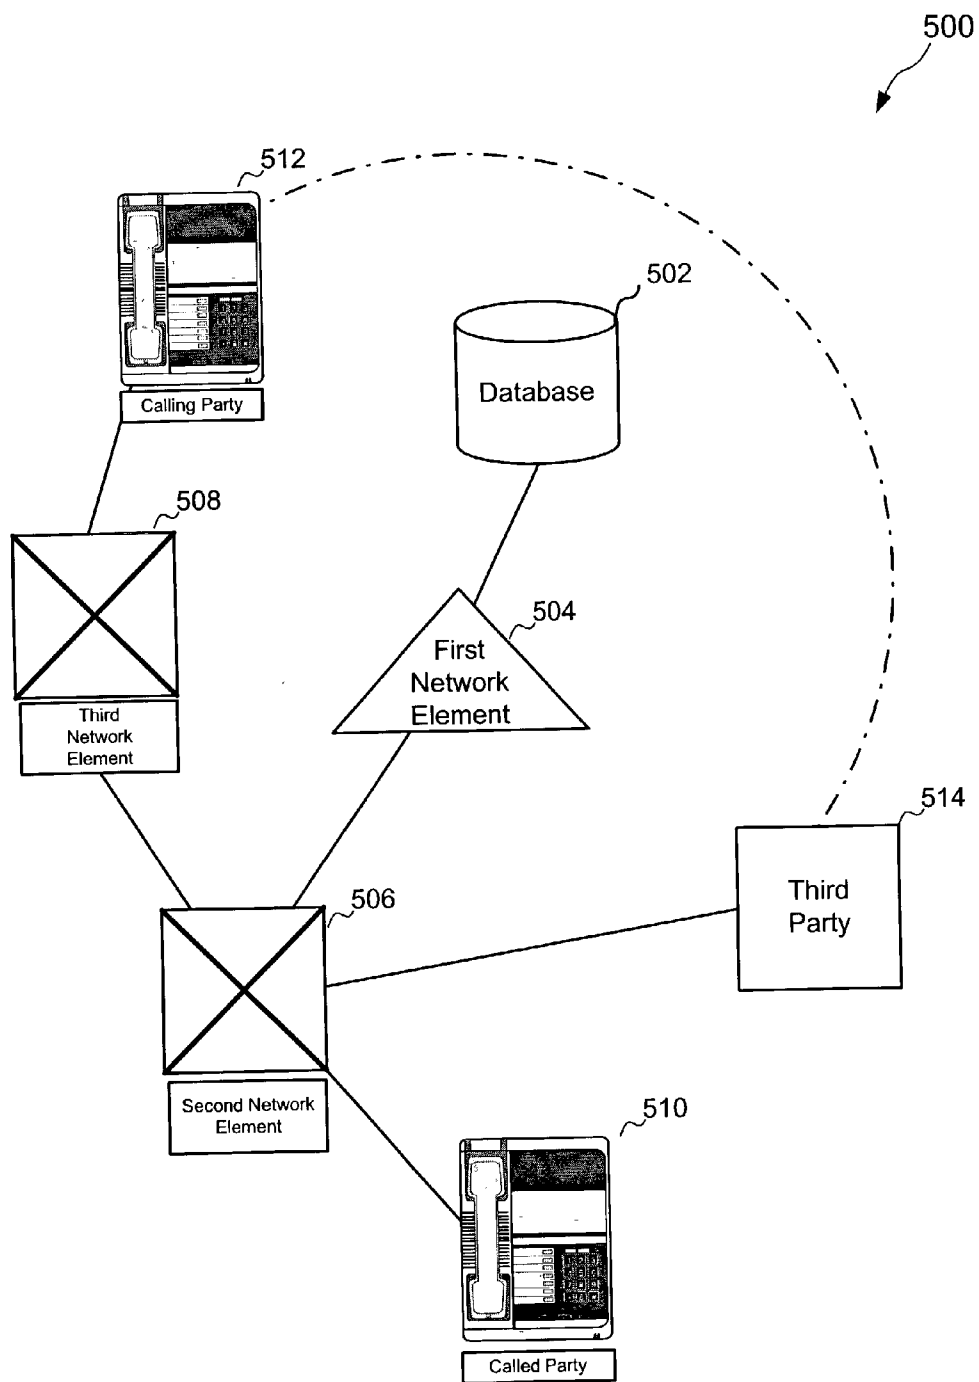 500
512
502
Database
Calling Party
508
504
First
Network
Element
Third
Network
Element
514
Third
Party
506
Second Network
Element
510
Called Party